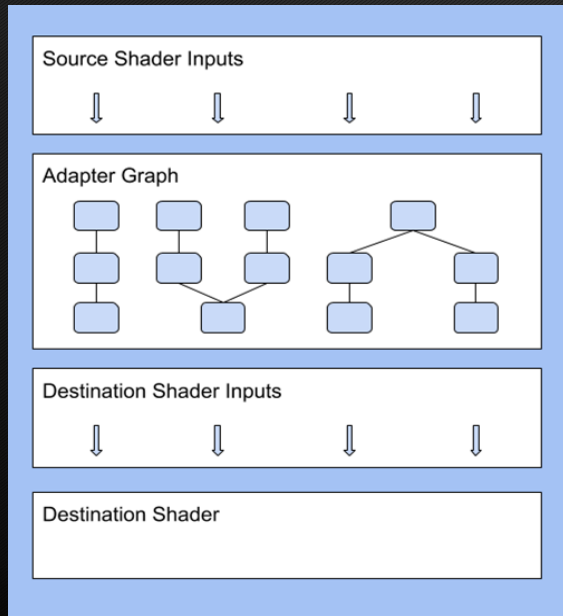 Source Shader Inputs
Adapter Graph
Destination Shader Inputs
Destination Shader